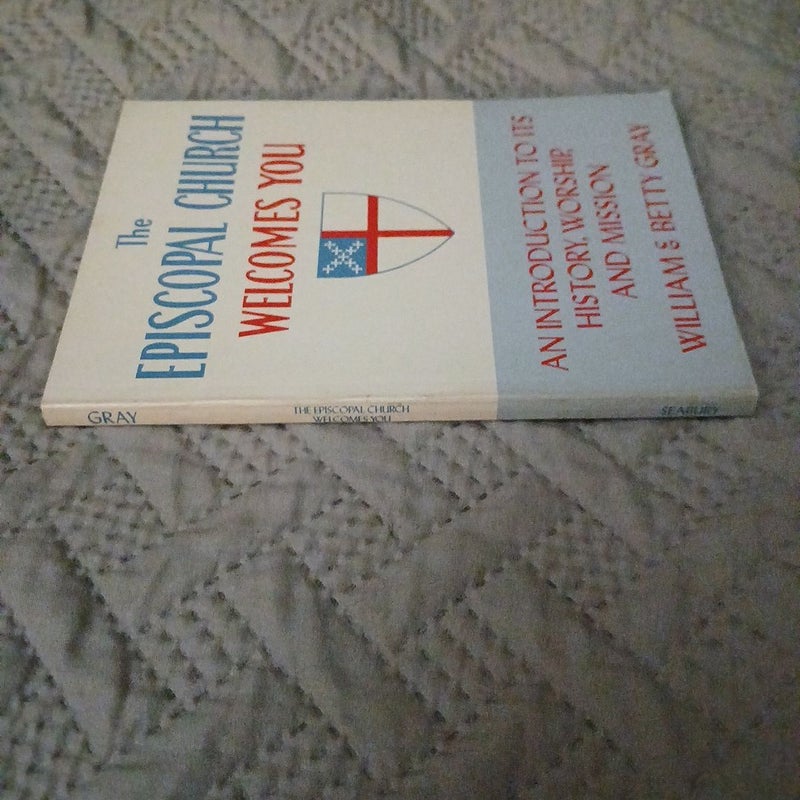 The
EPISCOPAL CHURCH
WELCOMES YOU
AN INTRODUCTION TO ITS
HISTORY, WORSHIP,
AND MISSION
WILLIAM & BETTY GRAY
GRAY
THE EPISCOPAL CHURCH
WELCOMES YOU
SEABURY